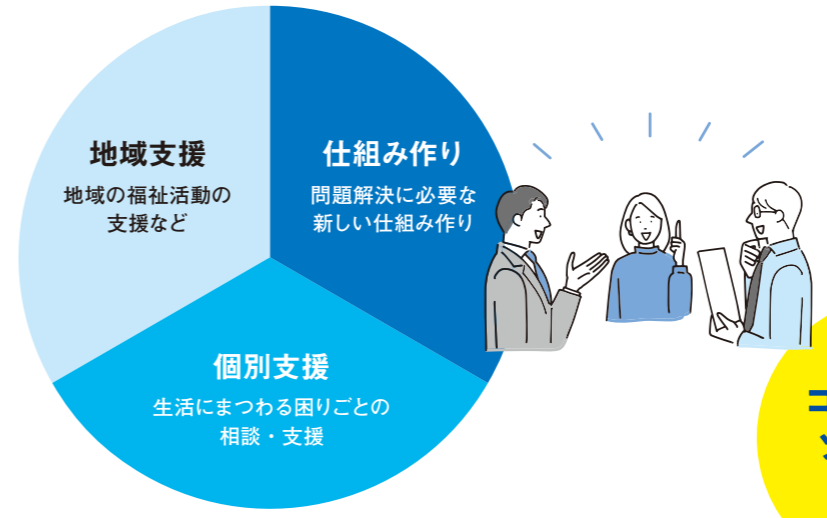 地域支援
地域の福祉活動の
支援など
仕組み作り
問題解決に必要な
新しい仕組み作り
個別支援
生活にまつわる困りごとの
相談・支援